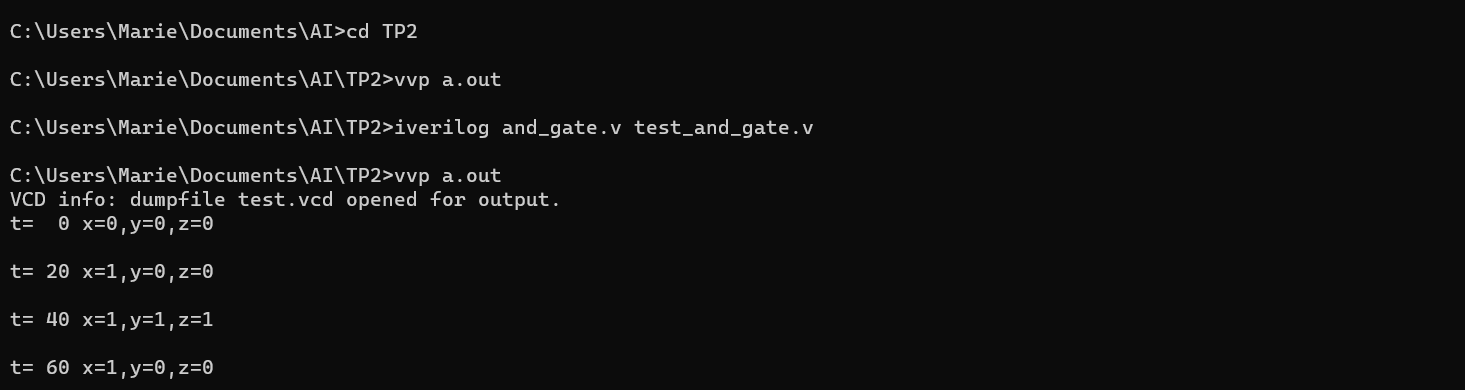 C:\Users\Marie\Documents\AI>cd TP2
C:\Users\Marie\Documents\AI\TP2>vvp a.out
C:\Users\Marie\Documents\AI\TP2>iverilog and_gate.v test_and_gate.v
C:\Users\Marie\Documents\AI\TP2>vvp a.out
VCD info: dumpfile test.vcd opened for output.
t=  0 x=0,y=0,z=0
t= 20 x=1,y=0,z=0
t= 40 x=1,y=1,z=1
t= 60 x=1,y=0,z=0